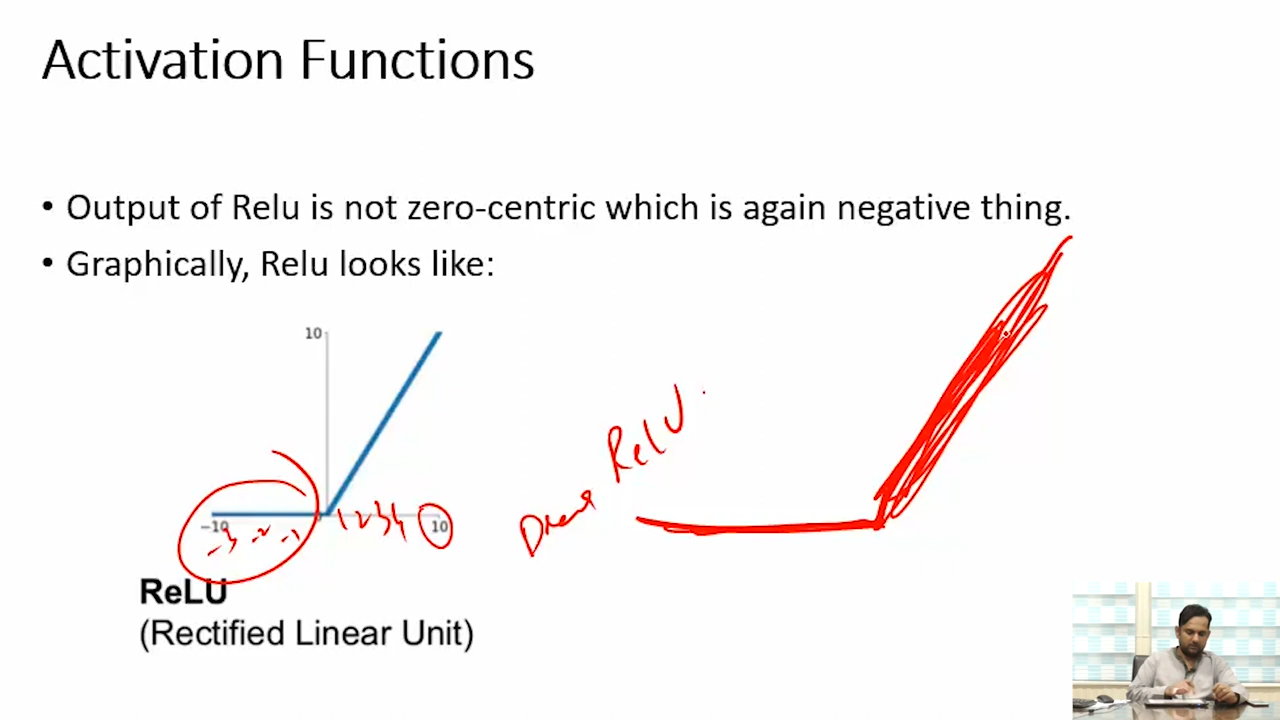 Activation Functions
• Output of Relu is not zero-centric which is again negative thing.
• Graphically, Relu looks like:
10
ReLU
-10
-3 -2 -1
1 2 3 4
10
ReLU
(Rectified Linear Unit)